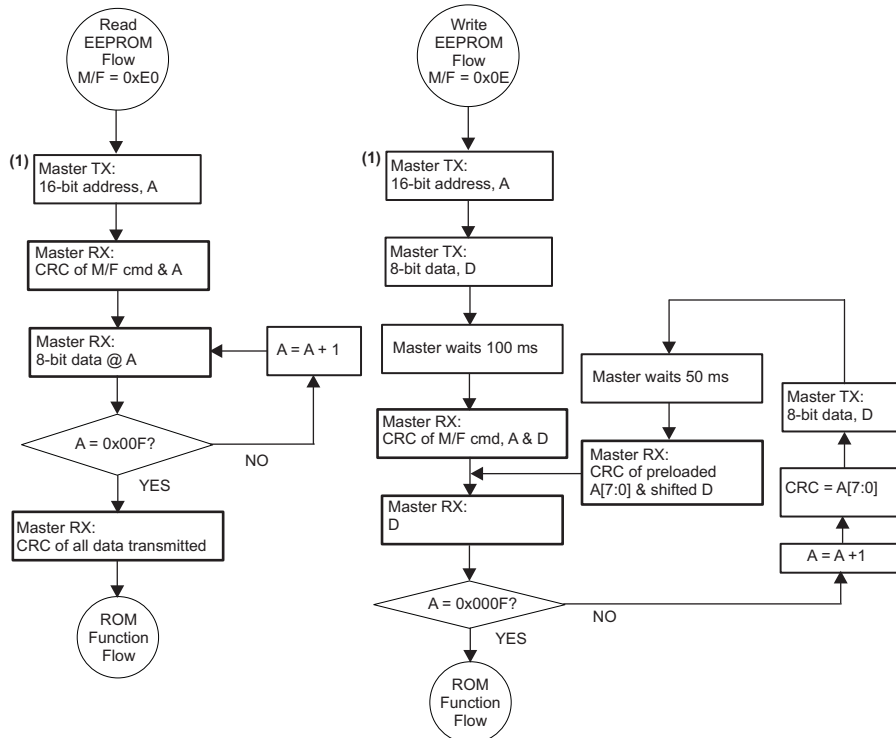 Read
EEPROM
Flow
M/F = 0xE0
(1)
Master TX:
16-bit address, A
Master RX:
CRC of M/F cmd & A
Master RX:
8-bit data @ A
A = A + 1
A = 0x00F?
NO
YES
Master RX:
CRC of all data transmitted
ROM
Function
Flow
Write
EEPROM
Flow
M/F = 0x0E
(1)
Master TX:
16-bit address, A
Master TX:
8-bit data, D
Master waits 100 ms
Master RX:
CRC of M/F cmd, A & D
Master RX:
D
A = 0x000F?
NO
YES
ROM
Function
Flow
A = A +1
CRC = A[7:0]
Master TX:
8-bit data, D
Master waits 50 ms
Master RX:
CRC of preloaded
A[7:0] & shifted D